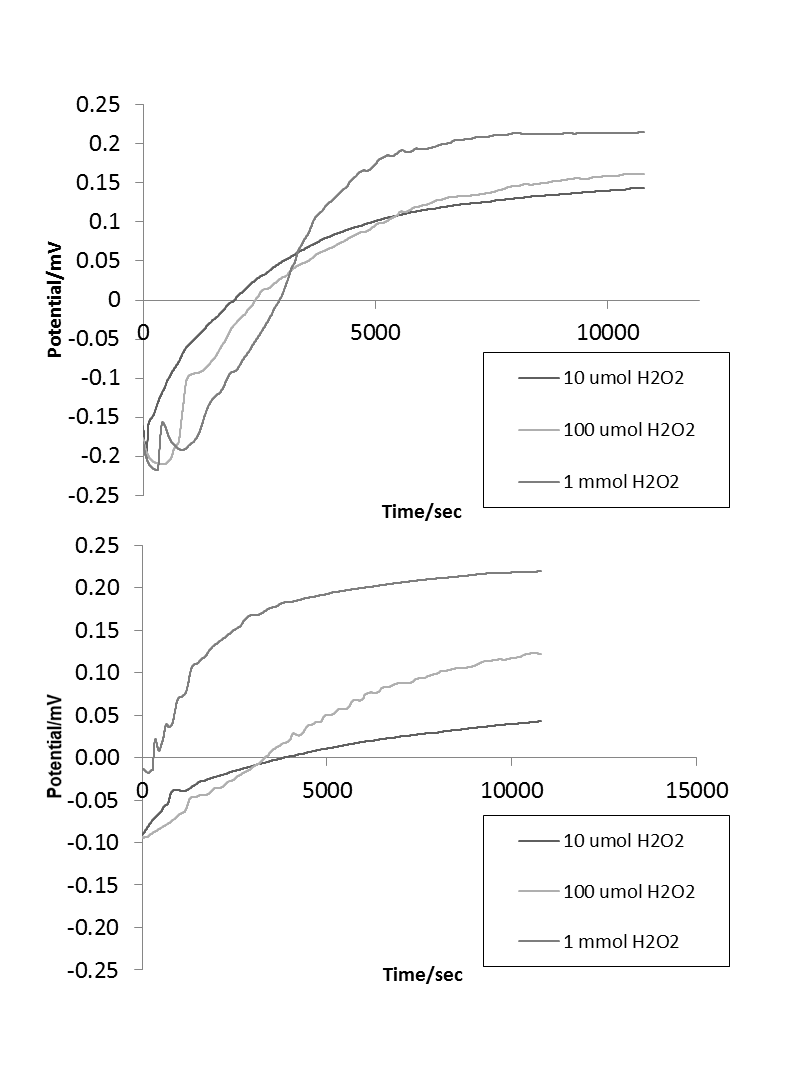 0.25
0.2
0.15
0.1
0.05
0
-0.05
-0.1
-0.15
-0.2
-0.25
Potential/mV
0 5000 10000
10 umol H2O2
100 umol H2O2
1 mmol H2O2
Time/sec
0.25
0.20
0.15
0.10
0.05
0.00
-0.05
-0.10
-0.15
-0.20
-0.25
Potential/mV
0 5000 10000 15000
10 umol H2O2
100 umol H2O2
1 mmol H2O2
Time/sec